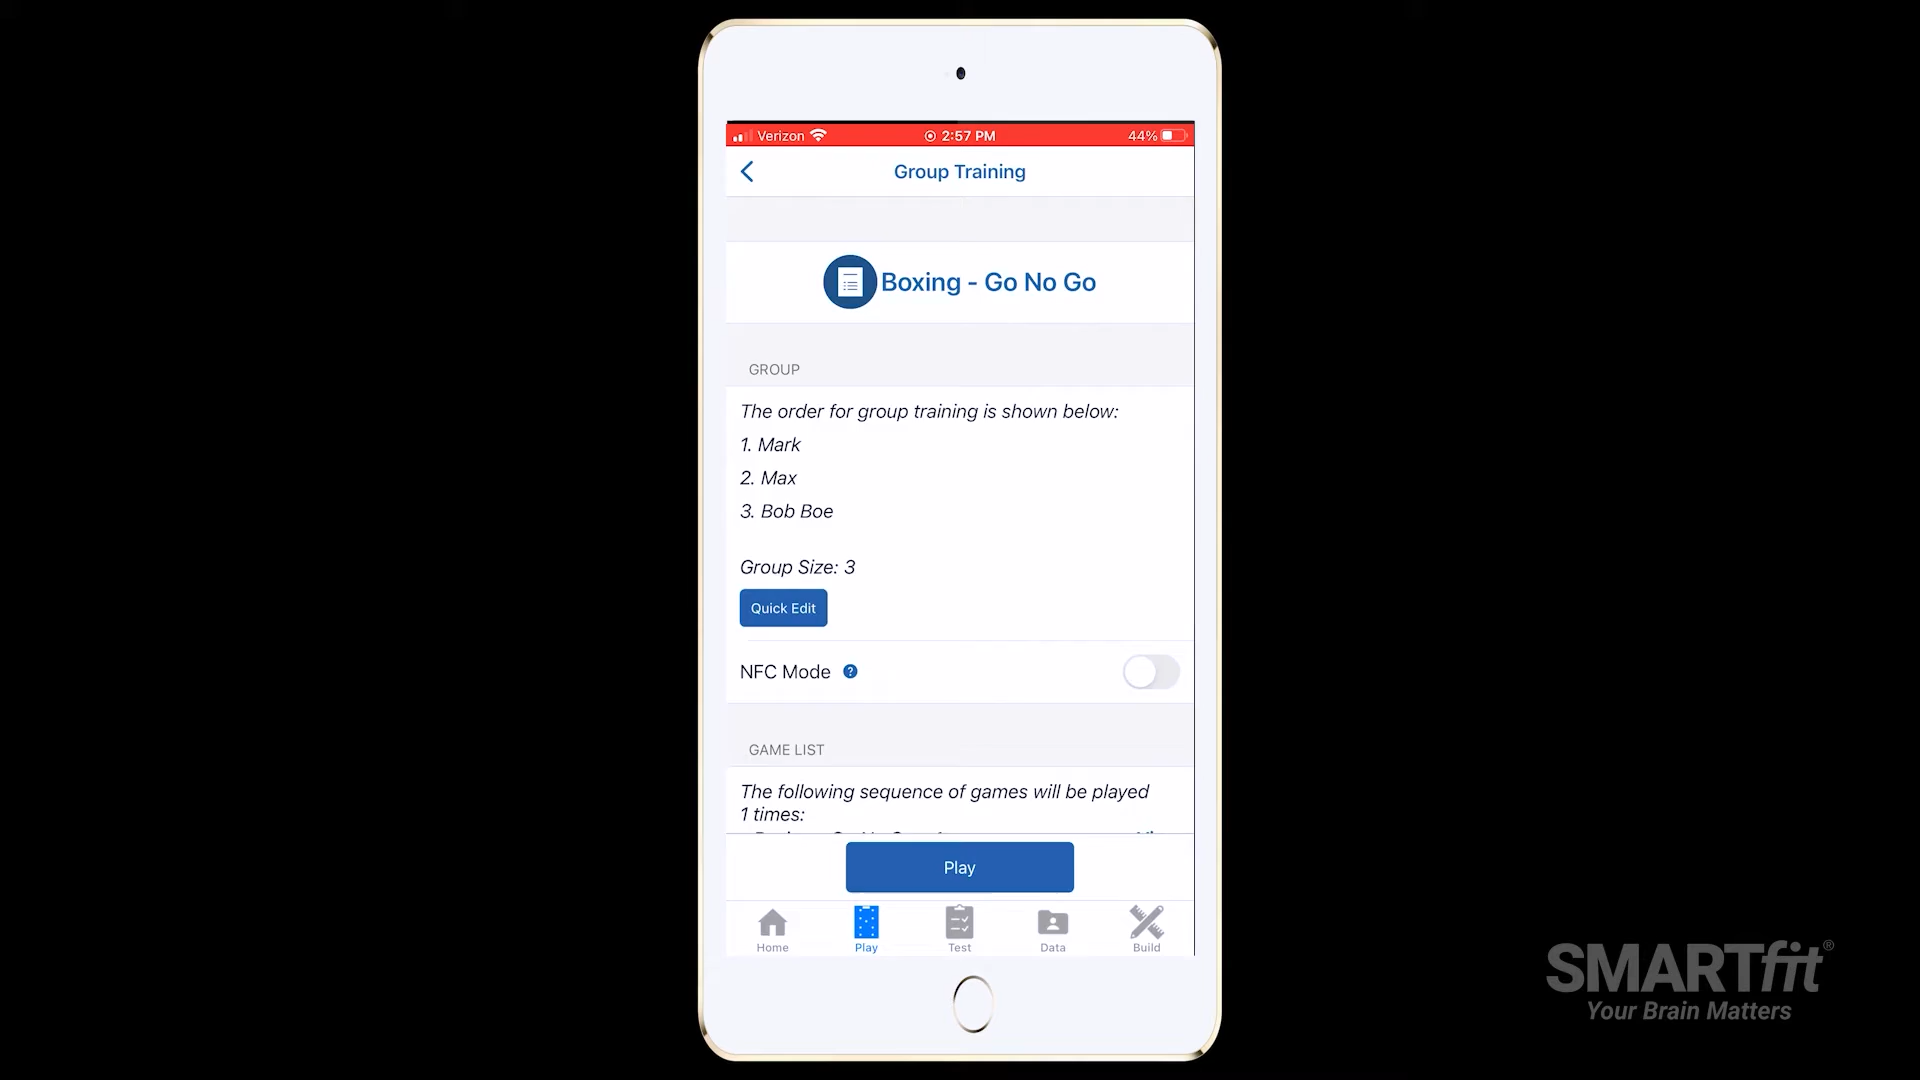 Verizon 2:57 PM 44%
Group Training
Boxing - Go No Go
GROUP
The order for group training is shown below:
1. Mark
2. Max
3. Bob Boe
Group Size: 3
Quick Edit
NFC Mode ?
GAME LIST
The following sequence of games will be played
1 times:
Play
Home Play Test Data Build
SMARTfit®
Your Brain Matters